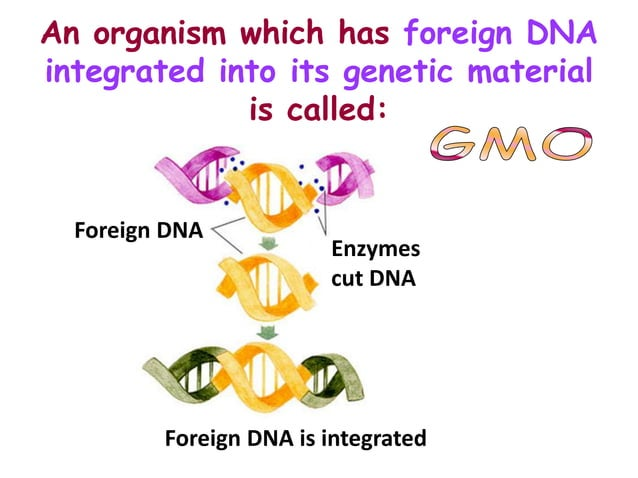 An organism which has foreign DNA
integrated into its genetic material
is called:
GMO
Foreign DNA
Enzymes
cut DNA
Foreign DNA is integrated